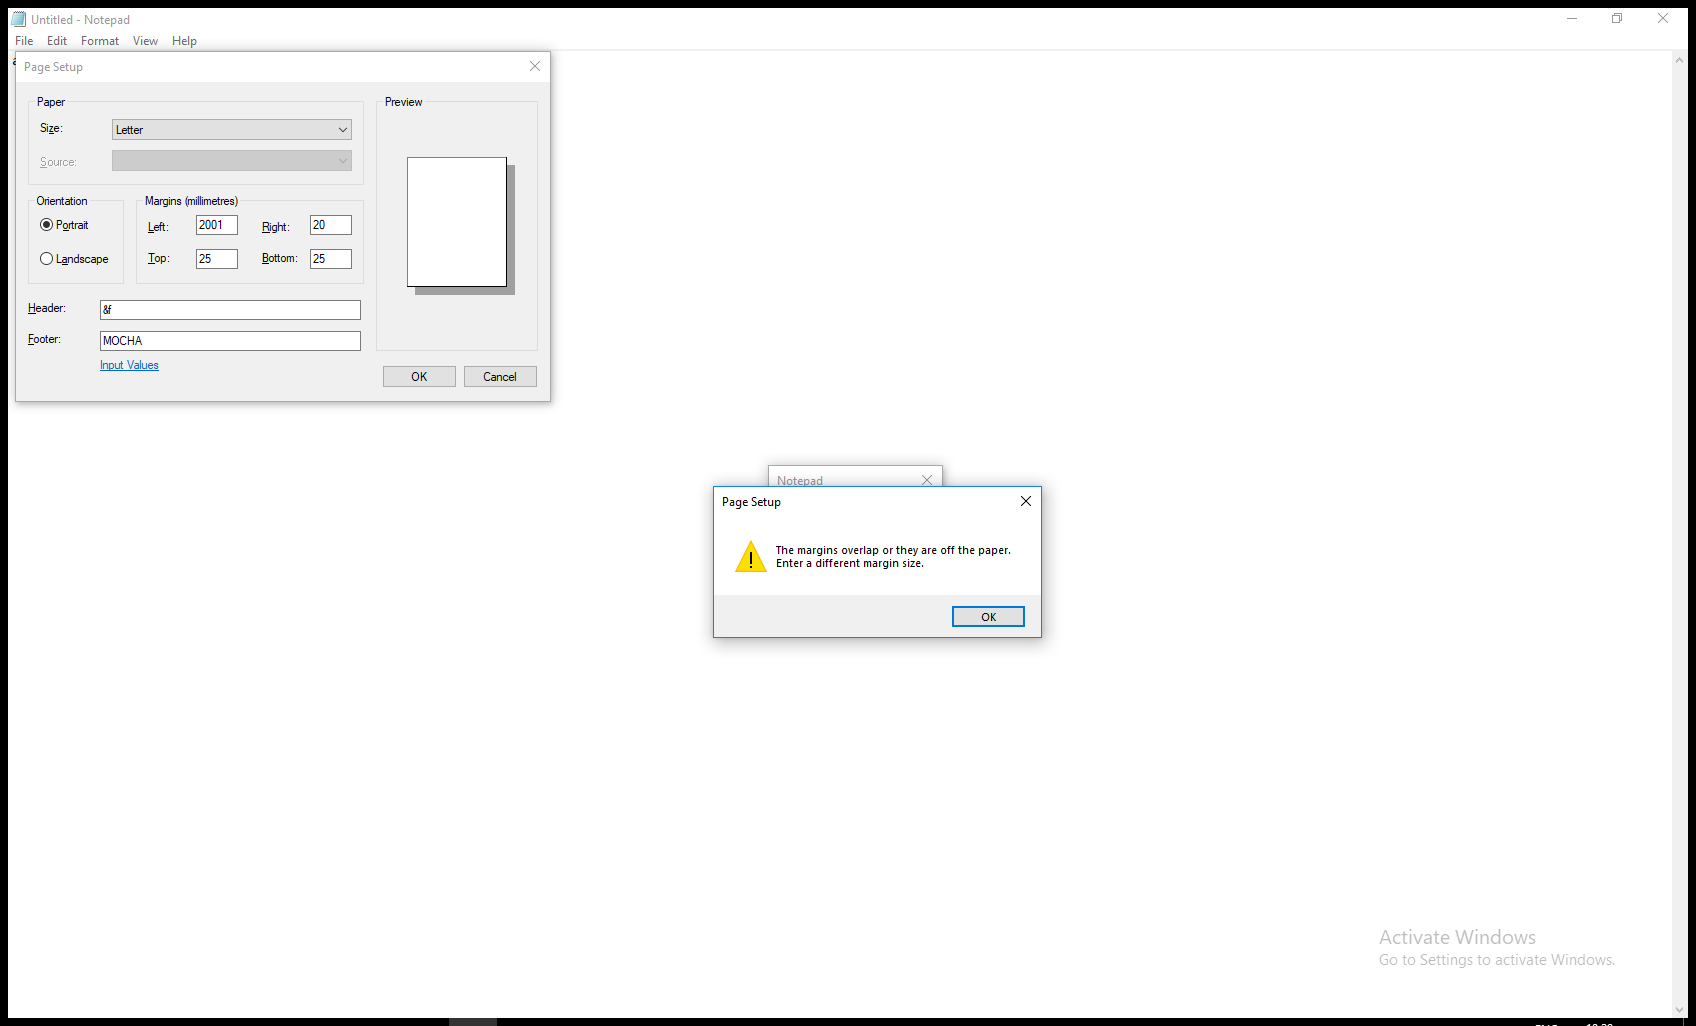 Untitled - Notepad
File Edit Format View Help
Page Setup
Paper
Size: Letter
Source:
Orientation
Portrait
Landscape
Margins (millimetres)
Left: 2001 Right: 20
Top: 25 Bottom: 25
Header: &f
Footer: MOCHA
Input Values
Preview
OK Cancel
Notepad
Page Setup
The margins overlap or they are off the paper.
Enter a different margin size.
OK
Activate Windows
Go to Settings to activate Windows.